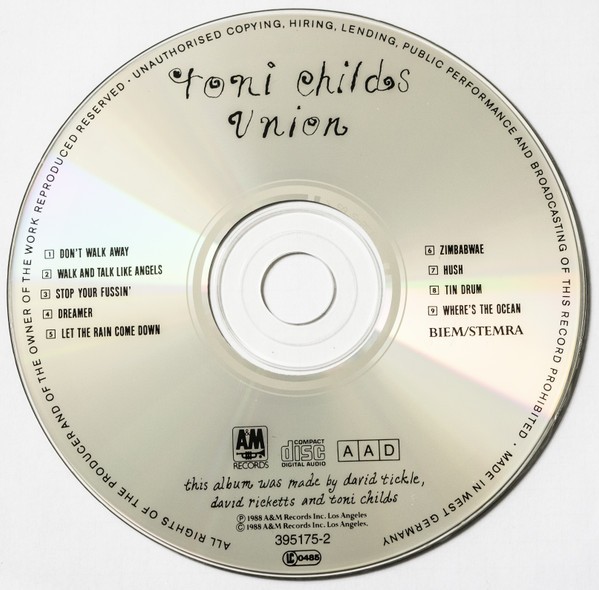 toni childs
Union
1 DON'T WALK AWAY
2 WALK AND TALK LIKE ANGELS
3 STOP YOUR FUSSIN'
4 DREAMER
5 LET THE RAIN COME DOWN
6 ZIMBABWAE
7 HUSH
8 TIN DRUM
9 WHERE'S THE OCEAN
BIEM/STEMRA
A&M
RECORDS
COMPACT
disc
DIGITAL AUDIO
A A D
this album was made by david tickle,
david ricketts and toni childs
℗ 1988 A&M Records Inc. Los Angeles
© 1988 A&M Records Inc. Los Angeles.
395175-2
LC 0485
ALL RIGHTS OF THE PRODUCER AND OF THE OWNER OF THE WORK REPRODUCED RESERVED · UNAUTHORISED COPYING, HIRING, LENDING, PUBLIC PERFORMANCE AND BROADCASTING OF THIS RECORD PROHIBITED · MADE IN WEST GERMANY